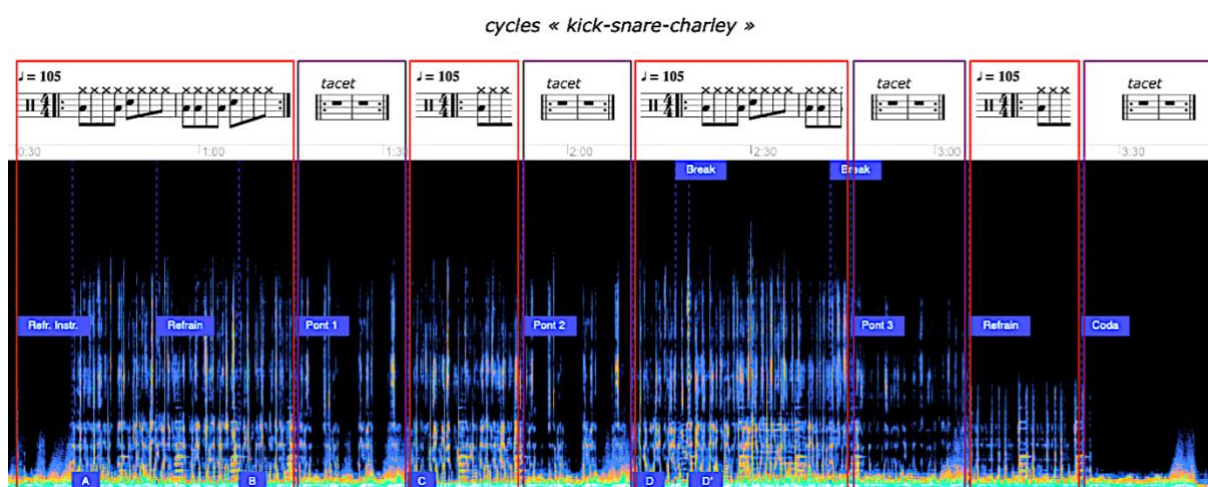 cycles « kick-snare-charley »
♩ = 105
tacet
♩ = 105
tacet
♩ = 105
tacet
♩ = 105
tacet
0:30
1:00
1:30
2:00
2:30
3:00
3:30
Break
Break
Refr. Instr.
Refrain
Pont 1
Pont 2
Pont 3
Refrain
Coda
A
B
C
D
D'